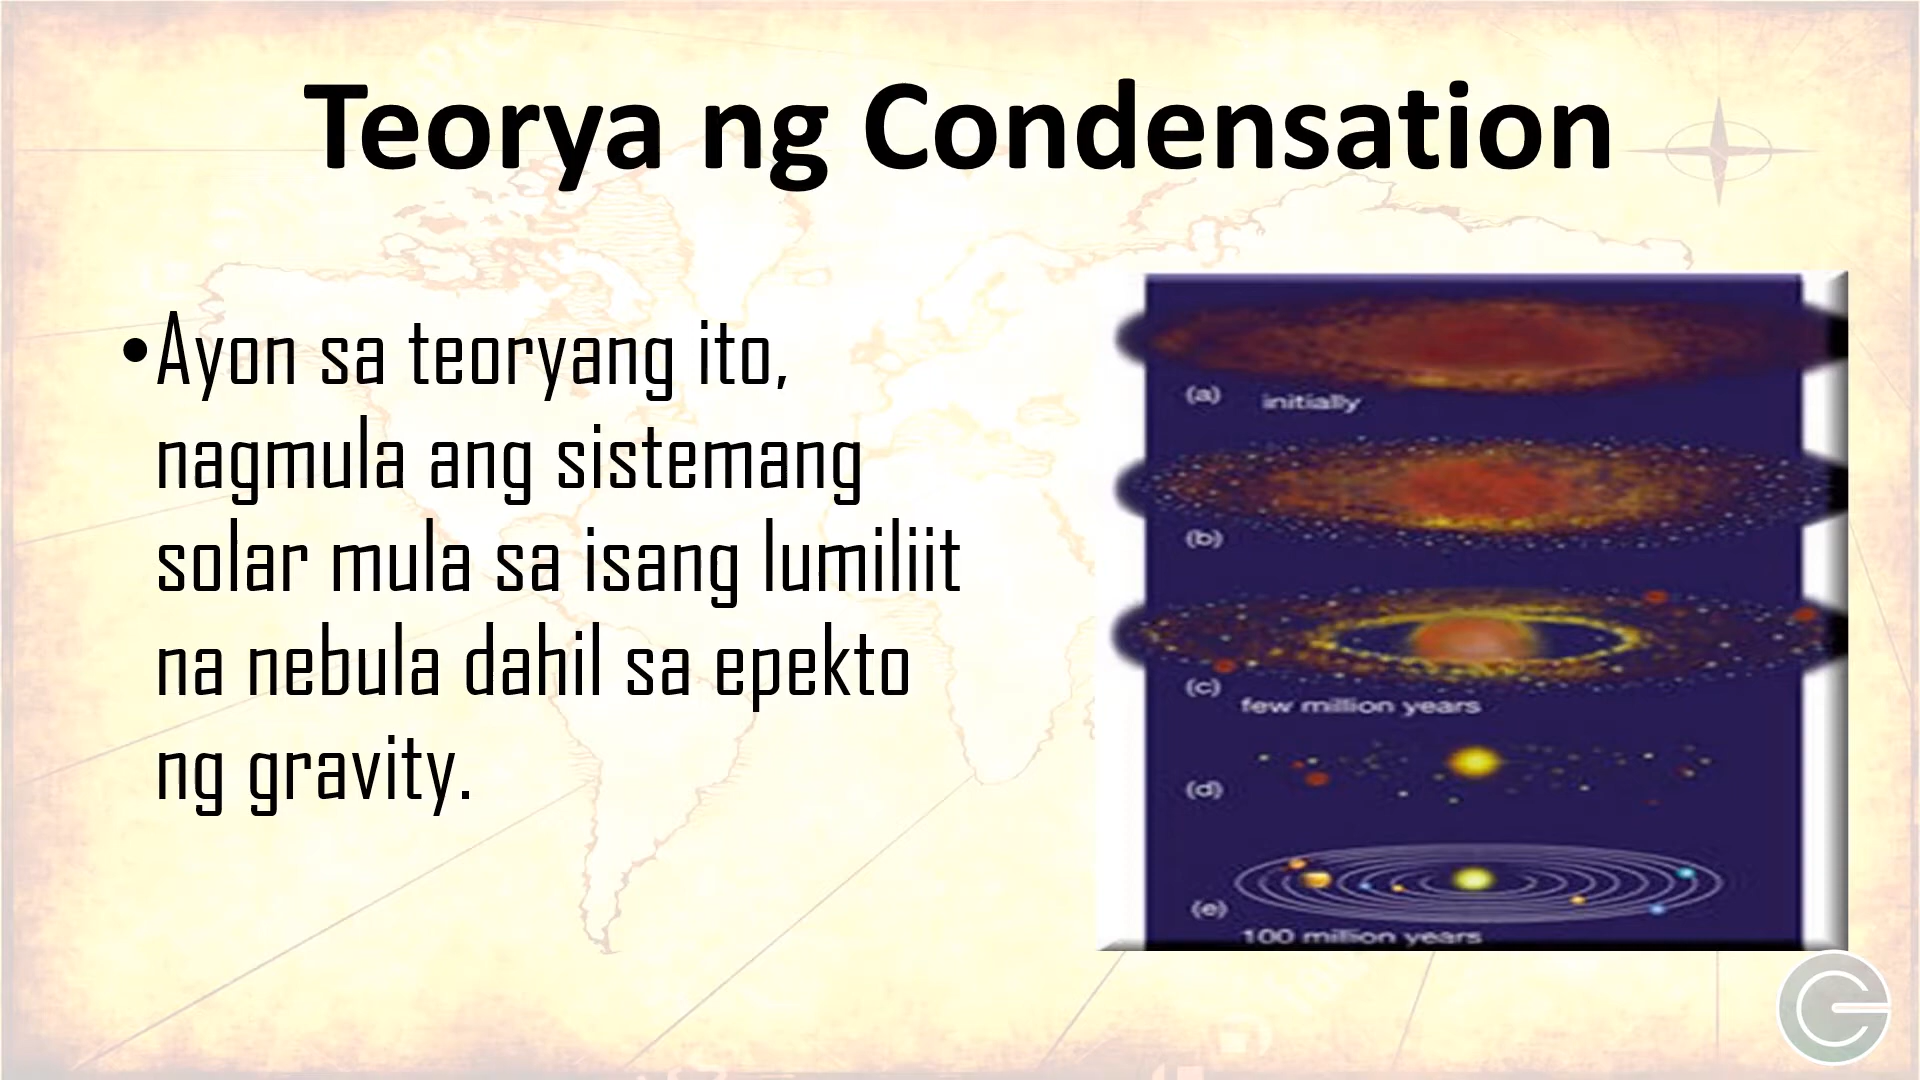 Teorya ng Condensation
•Ayon sa teoryang ito,
nagmula ang sistemang
solar mula sa isang lumiliit
na nebula dahil sa epekto
ng gravity.
(a) initially
(b)
(c)
few million years
(d)
(e)
100 million years